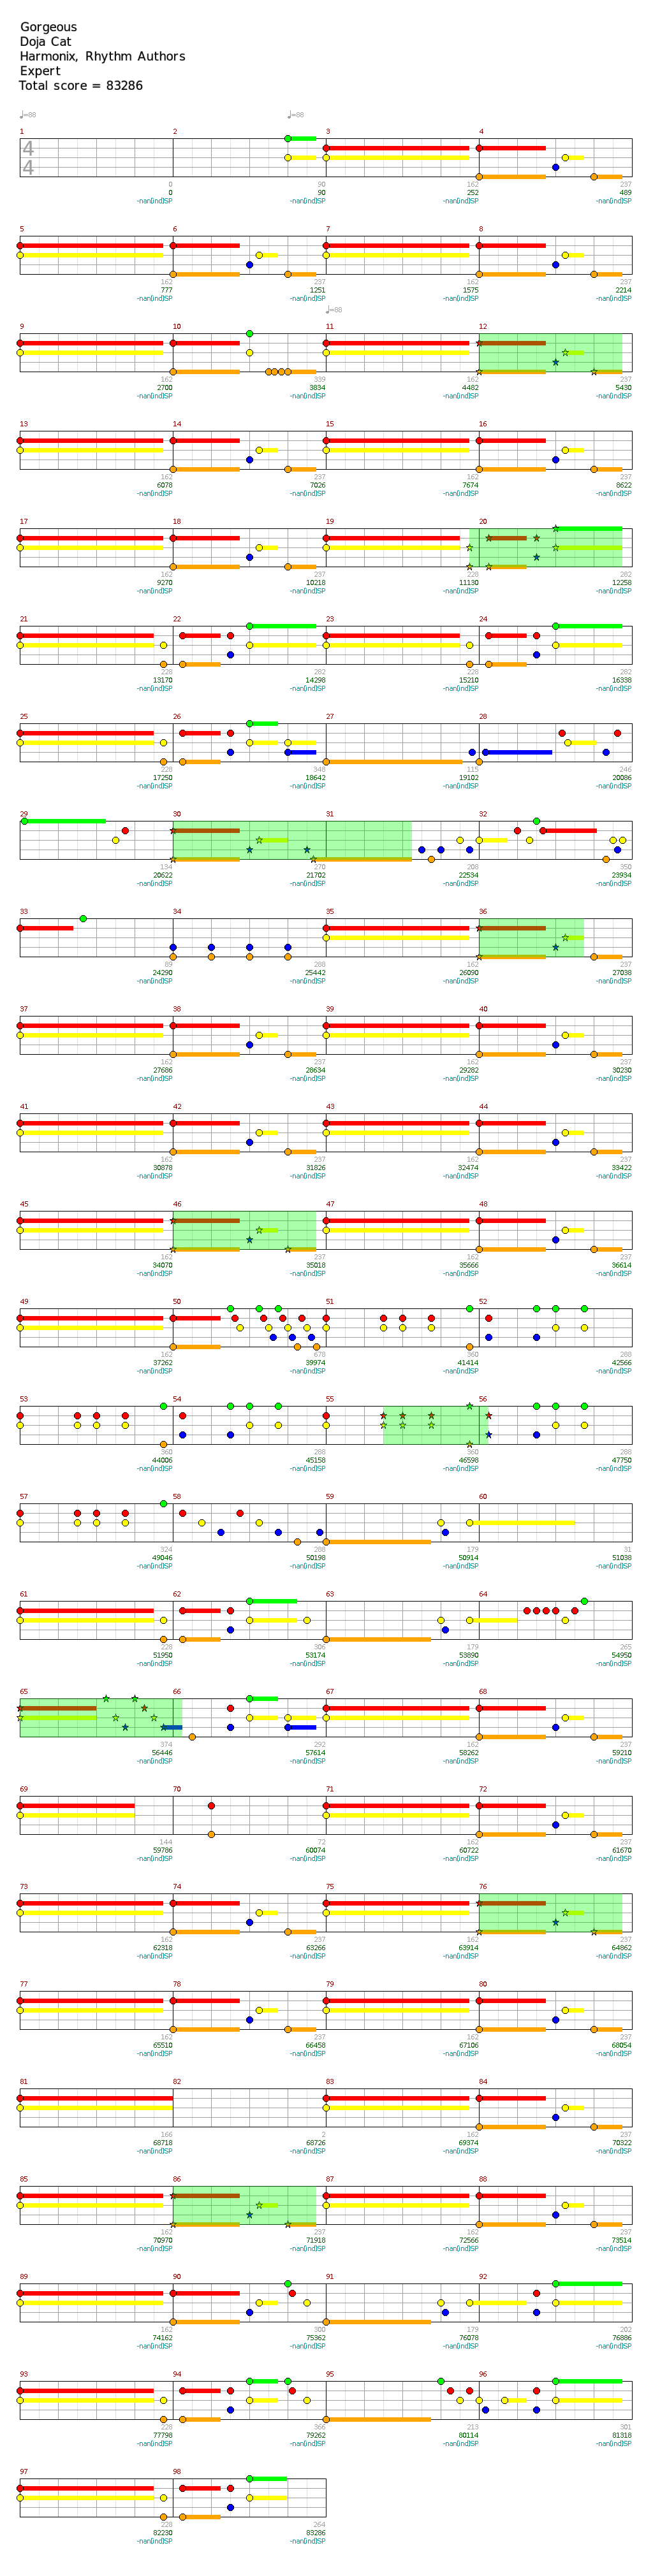 Gorgeous
Doja Cat
Harmonix, Rhythm Authors
Expert
Total score = 83286
♩=88 ♩=88
1 2 3 4
4
4
0 90 162 237
0 90 252 489
-nan(ind)SP -nan(ind)SP -nan(ind)SP -nan(ind)SP
5 6 7 8
162 237 162 237
777 1251 1575 2214
-nan(ind)SP -nan(ind)SP -nan(ind)SP -nan(ind)SP
♩=88
9 10 11 12
162 339 162 237
2700 3834 4482 5430
-nan(ind)SP -nan(ind)SP -nan(ind)SP -nan(ind)SP
13 14 15 16
162 237 162 237
6078 7026 7674 8622
-nan(ind)SP -nan(ind)SP -nan(ind)SP -nan(ind)SP
17 18 19 20
162 237 228 282
9270 10218 11130 12258
-nan(ind)SP -nan(ind)SP -nan(ind)SP -nan(ind)SP
21 22 23 24
228 282 228 282
13170 14298 15210 16338
-nan(ind)SP -nan(ind)SP -nan(ind)SP -nan(ind)SP
25 26 27 28
228 348 115 246
17250 18642 19102 20086
-nan(ind)SP -nan(ind)SP -nan(ind)SP -nan(ind)SP
29 30 31 32
134 270 208 350
20622 21702 22534 23934
-nan(ind)SP -nan(ind)SP -nan(ind)SP -nan(ind)SP
33 34 35 36
89 288 162 237
24290 25442 26090 27038
-nan(ind)SP -nan(ind)SP -nan(ind)SP -nan(ind)SP
37 38 39 40
162 237 162 237
27686 28634 29282 30230
-nan(ind)SP -nan(ind)SP -nan(ind)SP -nan(ind)SP
41 42 43 44
162 237 162 237
30878 31826 32474 33422
-nan(ind)SP -nan(ind)SP -nan(ind)SP -nan(ind)SP
45 46 47 48
162 237 162 237
34070 35018 35666 36614
-nan(ind)SP -nan(ind)SP -nan(ind)SP -nan(ind)SP
49 50 51 52
162 678 360 288
37262 39974 41414 42566
-nan(ind)SP -nan(ind)SP -nan(ind)SP -nan(ind)SP
53 54 55 56
360 288 360 288
44006 45158 46598 47750
-nan(ind)SP -nan(ind)SP -nan(ind)SP -nan(ind)SP
57 58 59 60
324 288 179 31
49046 50198 50914 51038
-nan(ind)SP -nan(ind)SP -nan(ind)SP -nan(ind)SP
61 62 63 64
228 306 179 265
51950 53174 53890 54950
-nan(ind)SP -nan(ind)SP -nan(ind)SP -nan(ind)SP
65 66 67 68
374 292 162 237
56446 57614 58262 59210
-nan(ind)SP -nan(ind)SP -nan(ind)SP -nan(ind)SP
69 70 71 72
144 72 162 237
59786 60074 60722 61670
-nan(ind)SP -nan(ind)SP -nan(ind)SP -nan(ind)SP
73 74 75 76
162 237 162 237
62318 63266 63914 64862
-nan(ind)SP -nan(ind)SP -nan(ind)SP -nan(ind)SP
77 78 79 80
162 237 162 237
65510 66458 67106 68054
-nan(ind)SP -nan(ind)SP -nan(ind)SP -nan(ind)SP
81 82 83 84
166 2 162 237
68718 68726 69374 70322
-nan(ind)SP -nan(ind)SP -nan(ind)SP -nan(ind)SP
85 86 87 88
162 237 162 237
70970 71918 72566 73514
-nan(ind)SP -nan(ind)SP -nan(ind)SP -nan(ind)SP
89 90 91 92
162 300 179 202
74162 75362 76078 76886
-nan(ind)SP -nan(ind)SP -nan(ind)SP -nan(ind)SP
93 94 95 96
228 366 213 301
77798 79262 80114 81318
-nan(ind)SP -nan(ind)SP -nan(ind)SP -nan(ind)SP
97 98
228 264
82230 83286
-nan(ind)SP -nan(ind)SP